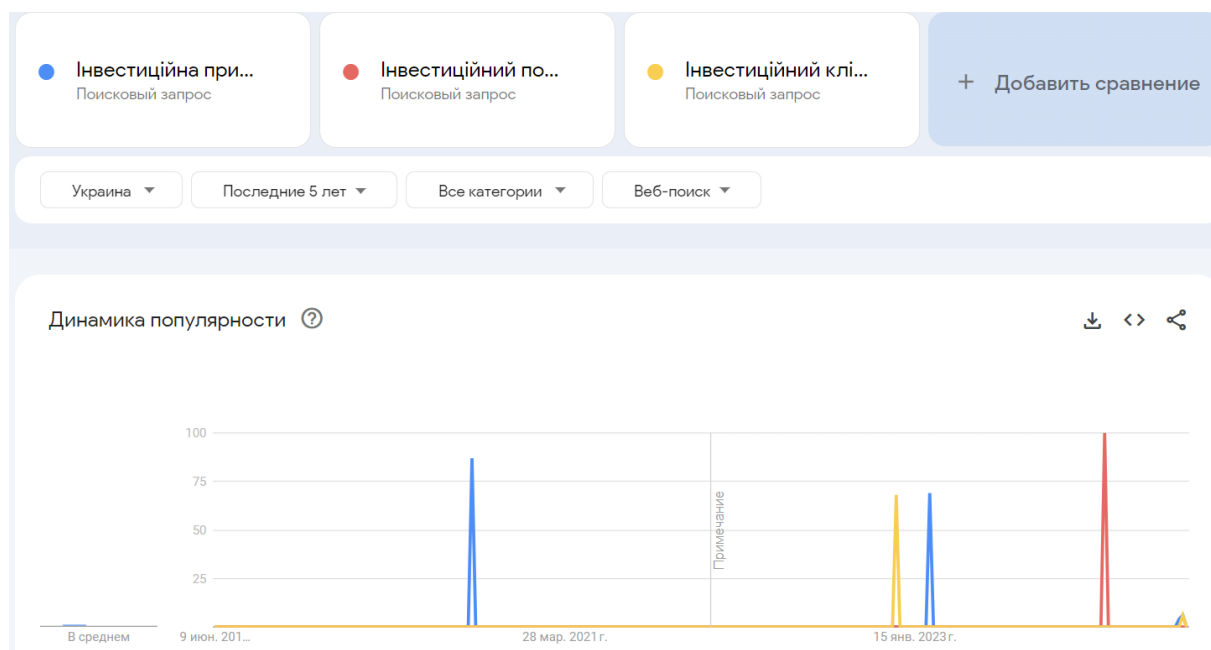 Інвестиційна при...
Поисковый запрос
Інвестиційний по...
Поисковый запрос
Інвестиційний клі...
Поисковый запрос
+ Добавить сравнение
Украина
Последние 5 лет
Все категории
Веб-поиск
Динамика популярности
100
75
50
25
Примечание
В среднем
9 июн. 201...
28 мар. 2021 г.
15 янв. 2023 г.